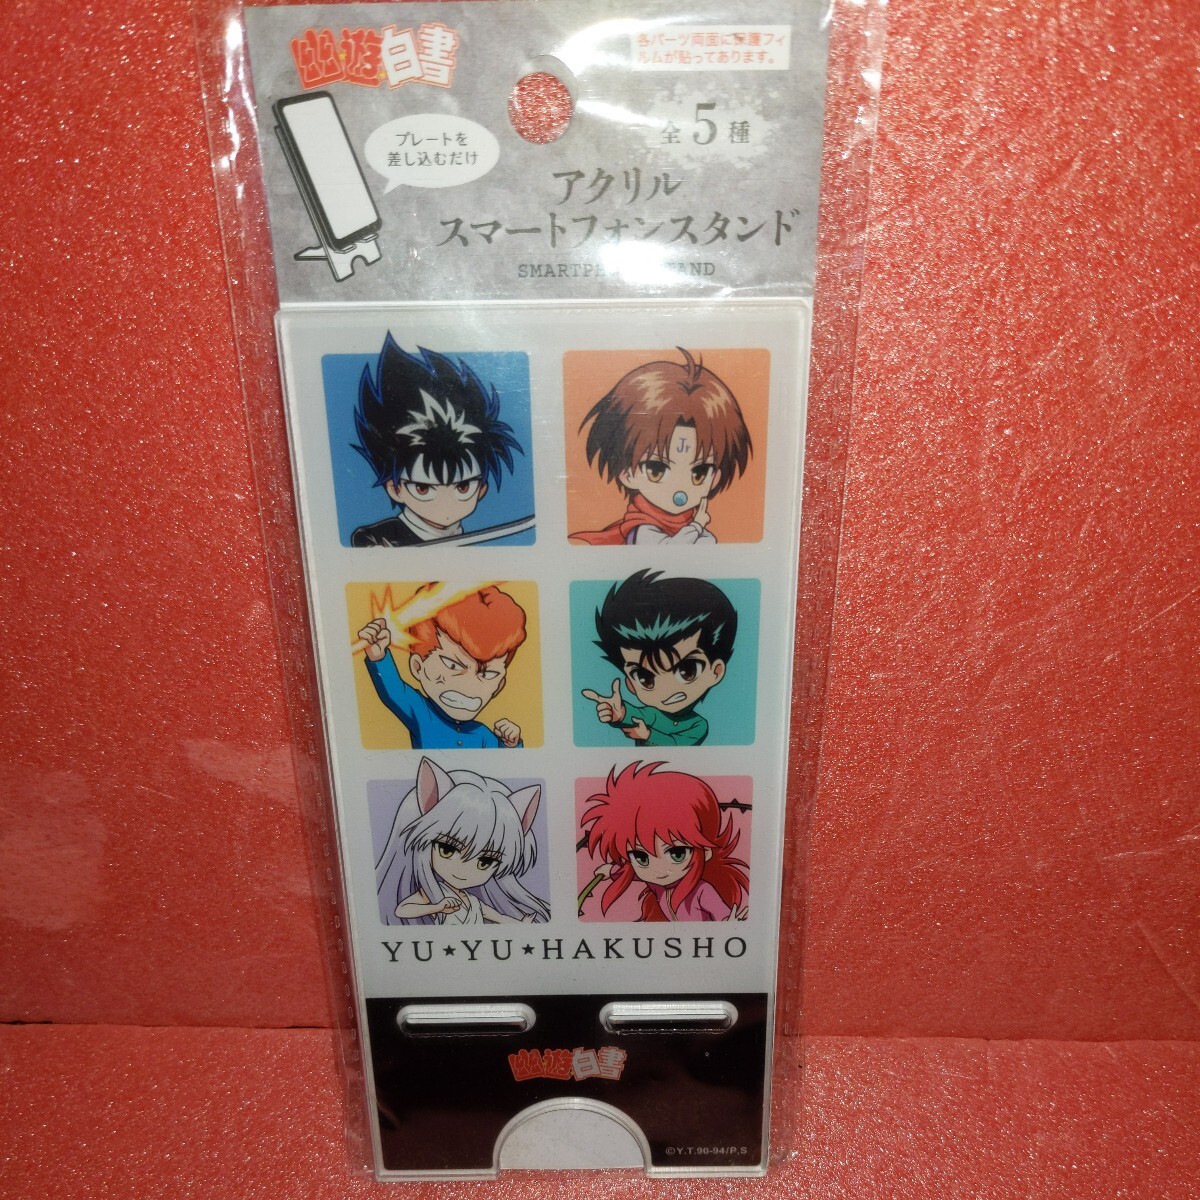 幽★遊★白書
各パーツ両面に保護フィ
ルムが貼ってあります。
プレートを
差し込むだけ
全5種
アクリル
スマートフォンスタンド
Jr
YU★YU★HAKUSHO
幽★遊★白書
©Y.T.90-94/P,S